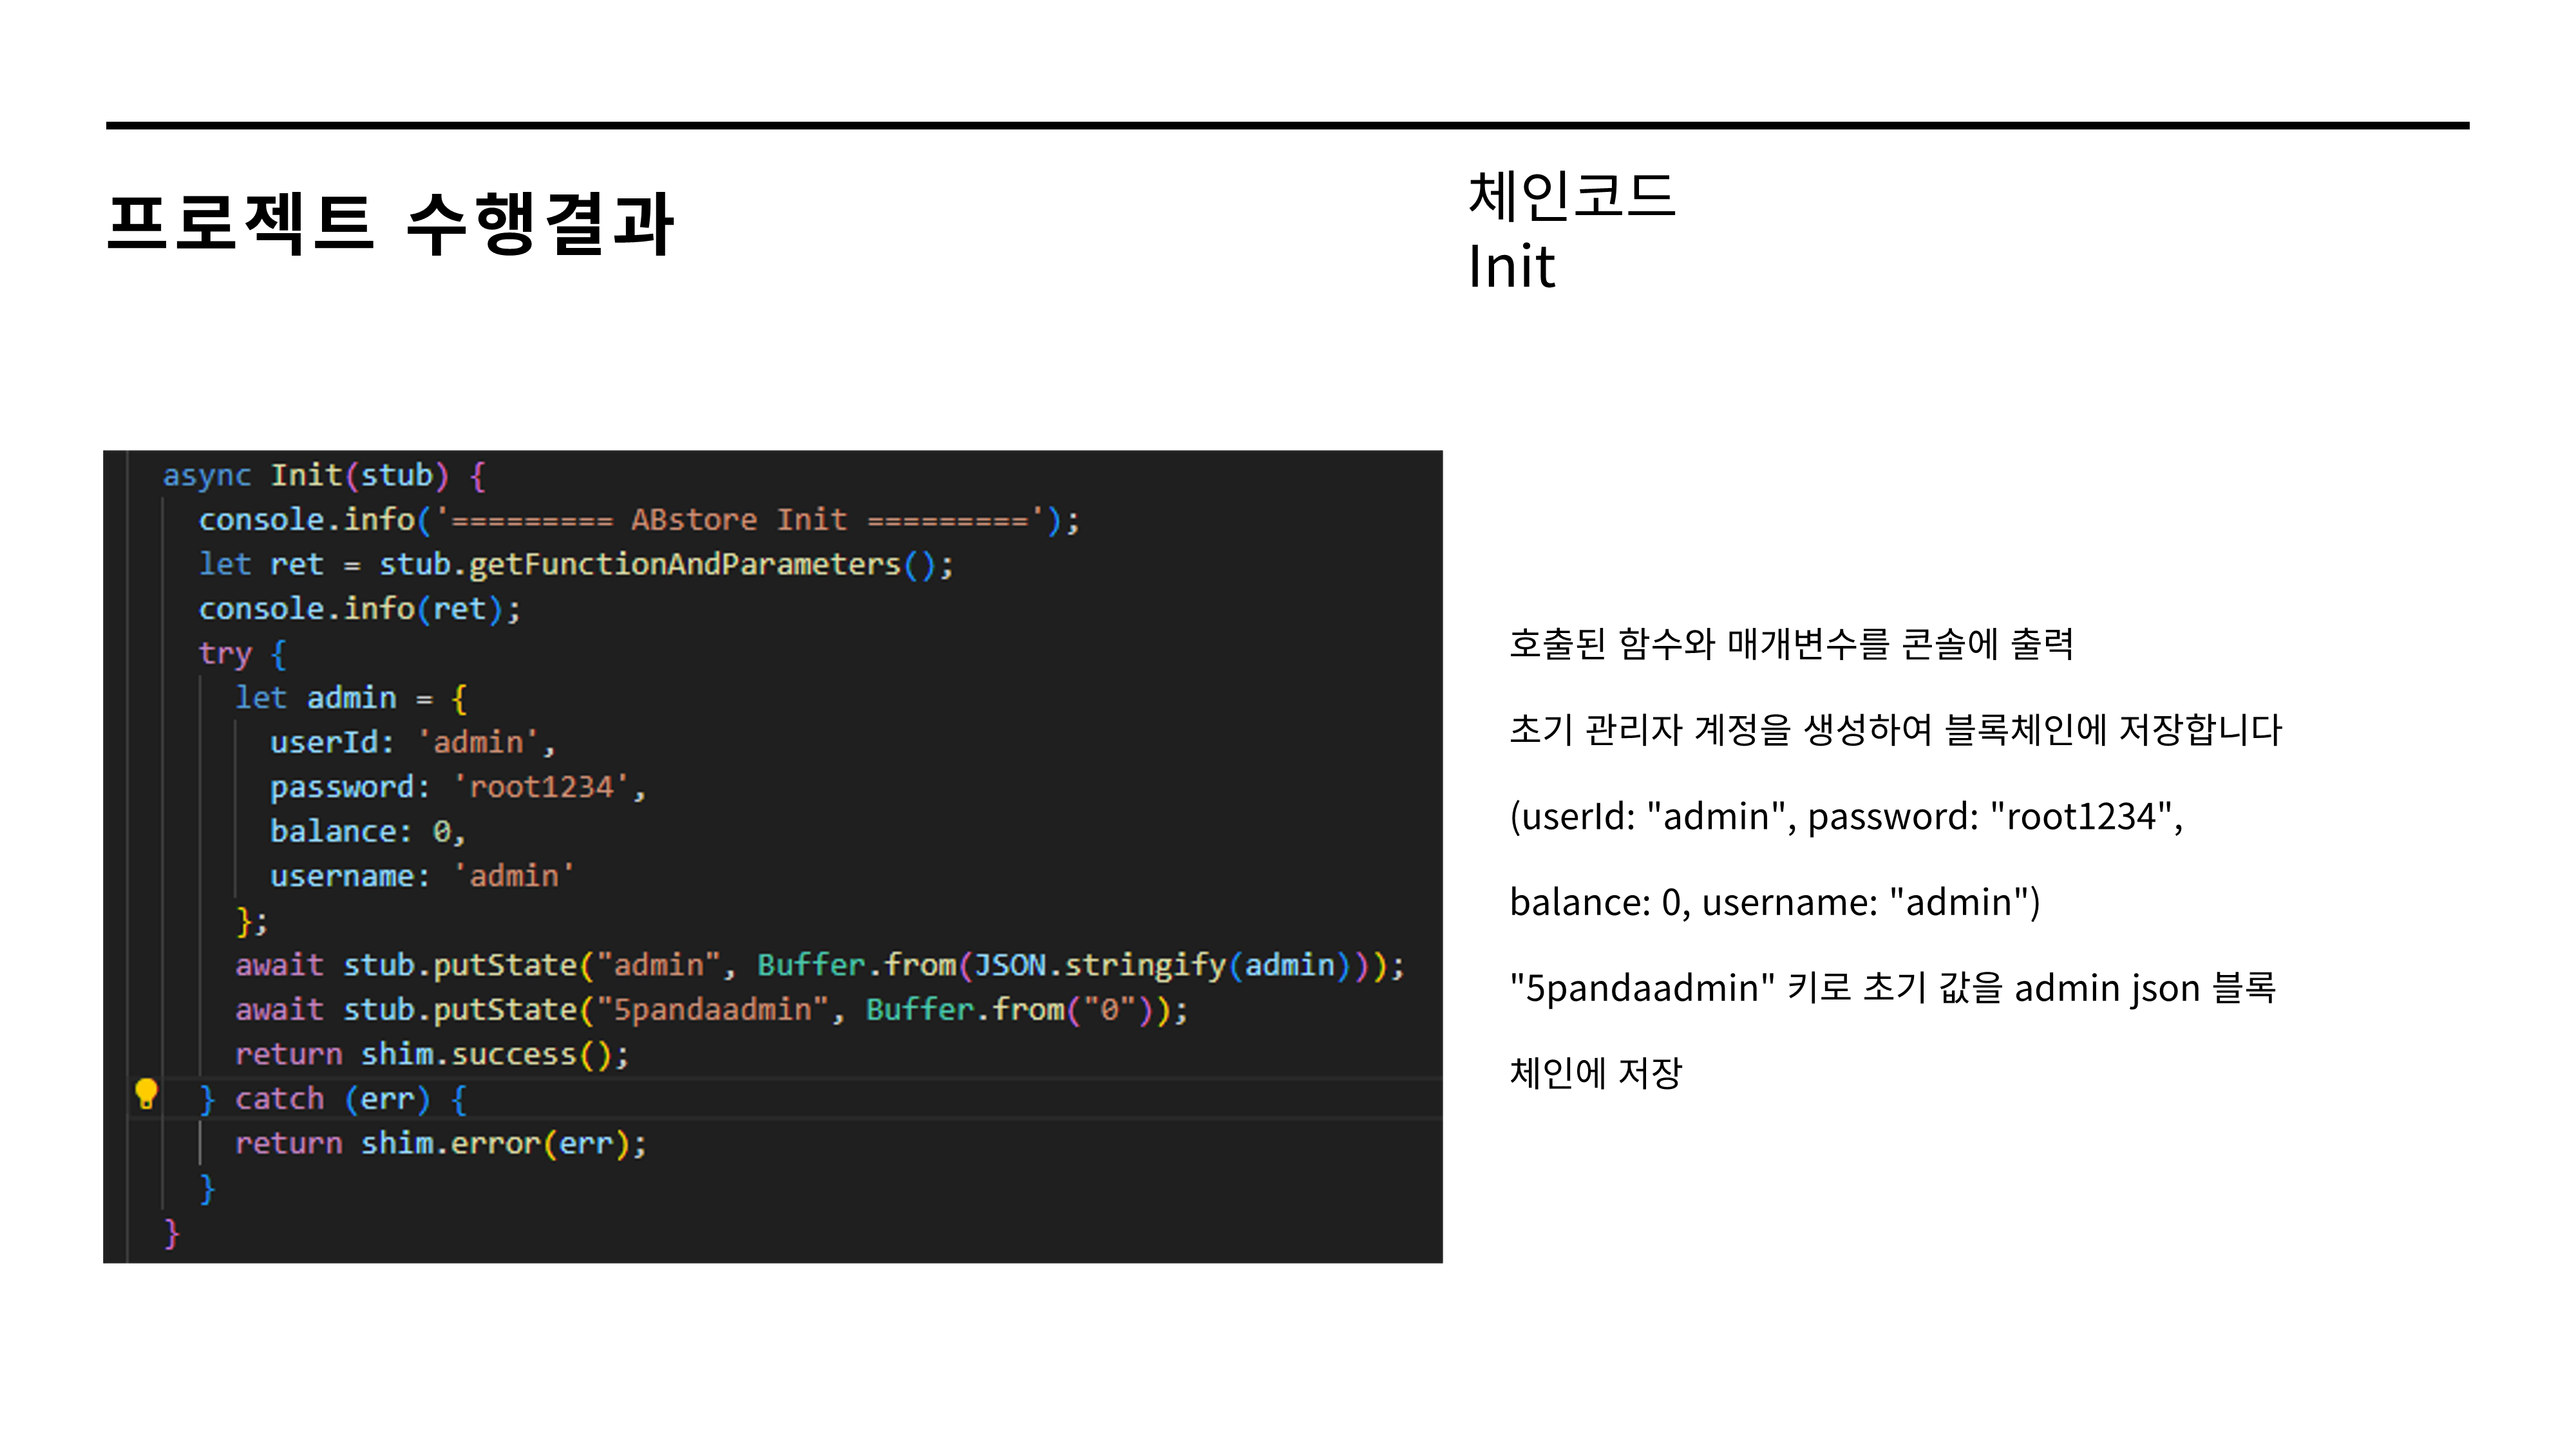 프로젝트 수행결과
체인코드
Init
async Init(stub) {
console.info('========= ABstore Init =========');
let ret = stub.getFunctionAndParameters();
console.info(ret);
try {
let admin = {
userId: 'admin',
password: 'root1234',
balance: 0,
username: 'admin'
};
await stub.putState("admin", Buffer.from(JSON.stringify(admin)));
await stub.putState("5pandaadmin", Buffer.from("0"));
return shim.success();
} catch (err) {
return shim.error(err);
}
}
호출된 함수와 매개변수를 콘솔에 출력
초기 관리자 계정을 생성하여 블록체인에 저장합니다
(userId: "admin", password: "root1234",
balance: 0, username: "admin")
"5pandaadmin" 키로 초기 값을 admin json 블록
체인에 저장